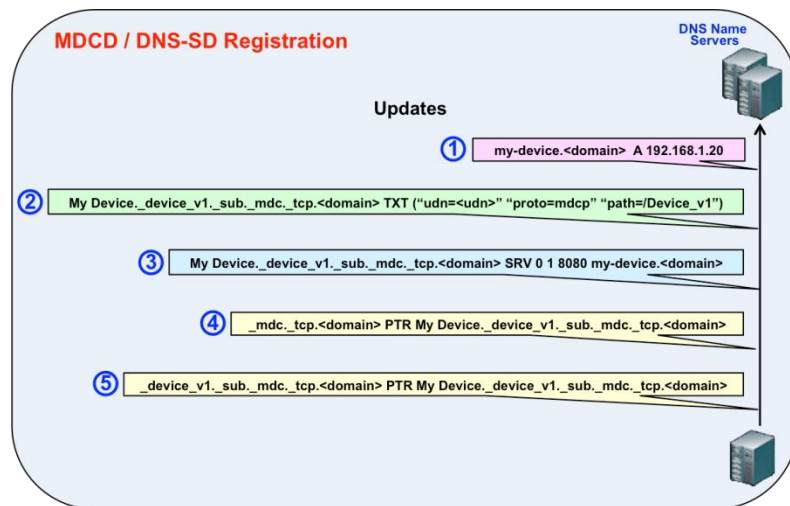 MDCD / DNS-SD Registration
DNS Name
Servers
Updates
1
my-device.<domain> A 192.168.1.20
2
My Device._device_v1._sub._mdc._tcp.<domain> TXT (“udn=<udn>” “proto=mdcp” “path=/Device_v1”)
3
My Device._device_v1._sub._mdc._tcp.<domain> SRV 0 1 8080 my-device.<domain>
4
_mdc._tcp.<domain> PTR My Device._device_v1._sub._mdc._tcp.<domain>
5
_device_v1._sub._mdc._tcp.<domain> PTR My Device._device_v1._sub._mdc._tcp.<domain>